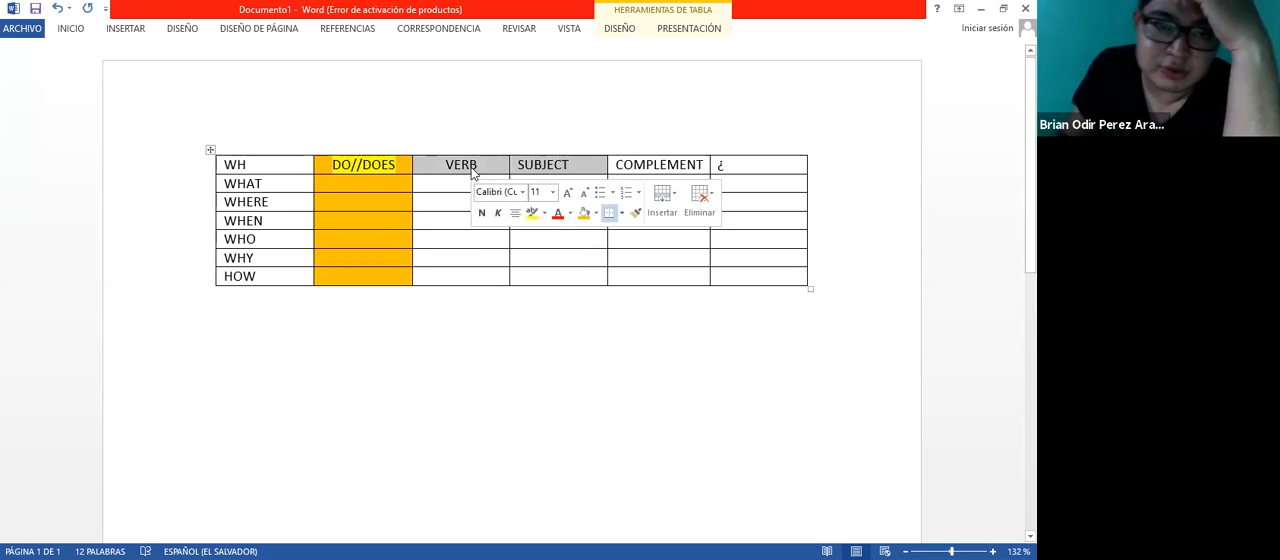 Documento1 - Word (Error de activación de productos)
HERRAMIENTAS DE TABLA
?
ARCHIVO INICIO INSERTAR DISEÑO DISEÑO DE PÁGINA REFERENCIAS CORRESPONDENCIA REVISAR VISTA DISEÑO PRESENTACIÓN Iniciar sesión
Brian Odir Perez Ara...
WH DO//DOES VERB SUBJECT COMPLEMENT ¿
WHAT
WHERE
WHEN
WHO
WHY
HOW
Calibri (Cu 11 A A
N K A Insertar Eliminar
PÁGINA 1 DE 1 12 PALABRAS ESPAÑOL (EL SALVADOR) 132 %